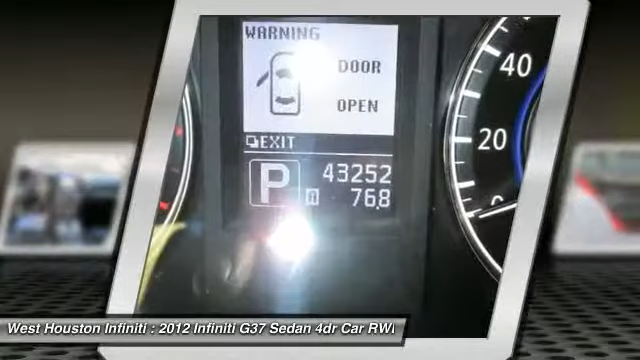 WARNING
DOOR
OPEN
EXIT
P
43252
76.8
40
20
0
West Houston Infiniti : 2012 Infiniti G37 Sedan 4dr Car RWI